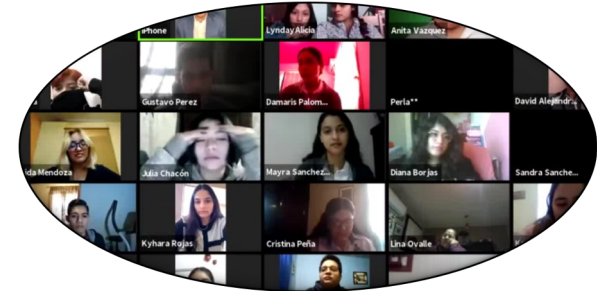 iPhone
Lynday Alicia
Anita Vazquez
Gustavo Perez
Damaris Palom...
Perla**
David Alejandr...
da Mendoza
Julia Chacón
Mayra Sanchez...
Diana Borjas
Sandra Sanche...
Kyhara Rojas
Cristina Peña
Lina Ovalle